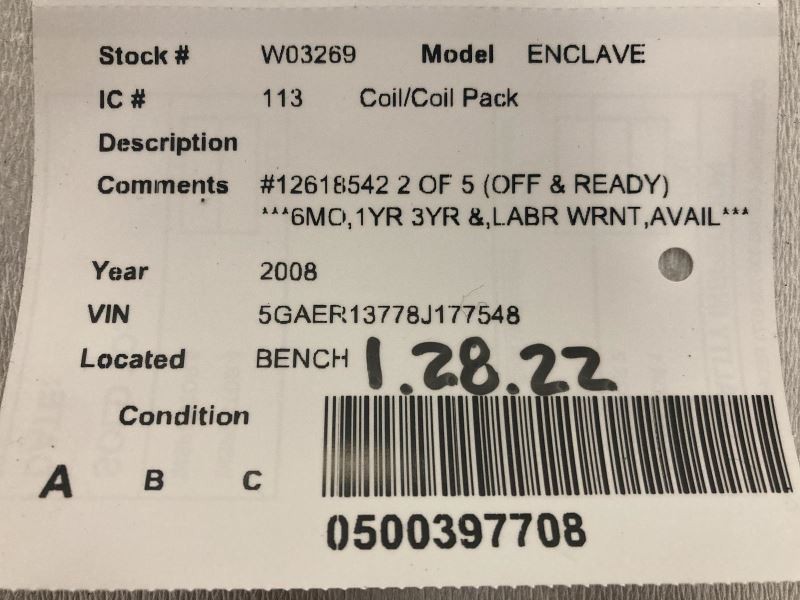 Stock # W03269 Model ENCLAVE
IC # 113 Coil/Coil Pack
Description
Comments #12618542 2 OF 5 (OFF & READY)
***6MO,1YR 3YR &,LABR WRNT,AVAIL***
Year 2008
VIN 5GAER13778J177548
Located BENCH 1.28.22
Condition
A B C
0500397708